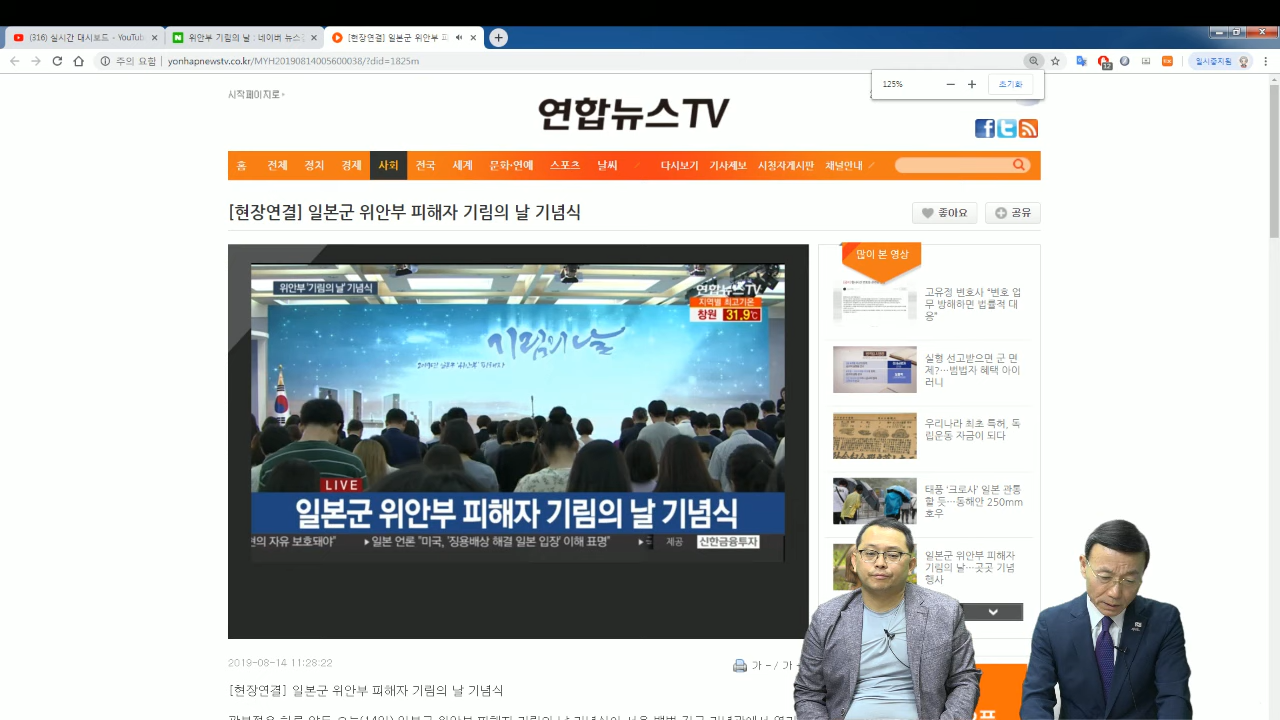 (316) 실시간 대시보드 - YouTub
위안부 기림의 날 : 네이버 뉴스
[현장연결] 일본군 위안부 피
주의 요함
yonhapnewstv.co.kr/MYH20190814005600038/?did=1825m
일시중지됨
125%
초기화
시작페이지로
연합뉴스TV
홈 전체 정치 경제 사회 전국 세계 문화·연예 스포츠 날씨 다시보기 기사제보 시청자게시판 채널안내
[현장연결] 일본군 위안부 피해자 기림의 날 기념식
좋아요 공유
위안부'기림의 날' 기념식
연합뉴스TV
지역별 최고기온
창원 31.9℃
기림의 날
LIVE
일본군 위안부 피해자 기림의 날 기념식
의 자유 보호돼야" ▶일본 언론 "미국, '징용배상 해결 일본 입장' 이해 표명"
제공 신한금융투자
많이 본 영상
고유정 변호사 "변호 업
무 방해하면 법률적 대
응"
실형 선고받으면 군 면
제?…범법자 혜택 아이
러니
우리나라 최초 특허, 독
립운동 자금이 되다
태풍 '크로사' 일본 관통
할 듯…동해안 250mm
호우
일본군 위안부 피해자
기림의 날…곳곳 기념
행사
2019-08-14 11:28:22
가 - / 가
[현장연결] 일본군 위안부 피해자 기림의 날 기념식